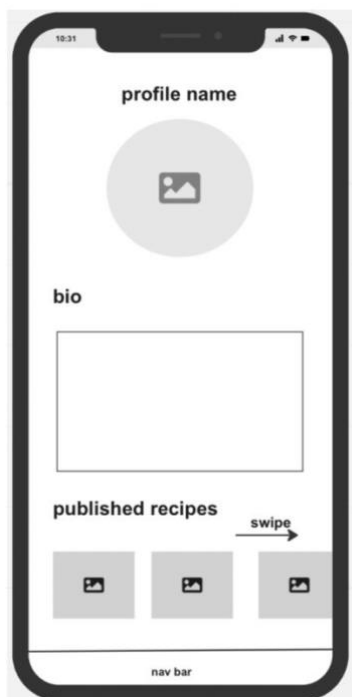 10:31
profile name
bio
published recipes
swipe
nav bar